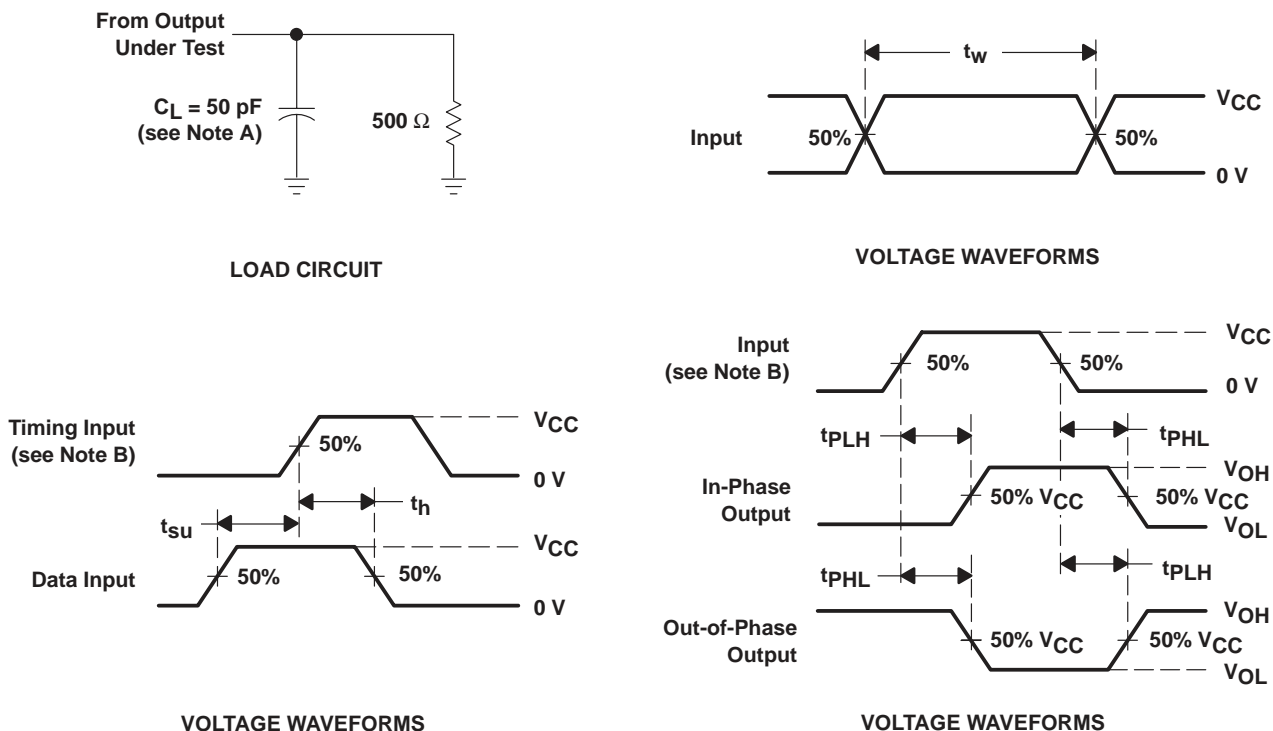 From Output
Under Test
CL = 50 pF
(see Note A)
500 Ω
LOAD CIRCUIT
tw
VCC
Input
50%
50%
0 V
VOLTAGE WAVEFORMS
Timing Input
(see Note B)
50%
VCC
0 V
th
tsu
Data Input
50%
50%
VCC
0 V
VOLTAGE WAVEFORMS
Input
(see Note B)
50%
50%
VCC
0 V
tPLH
tPHL
In-Phase
Output
50% VCC
50% VCC
VOH
VOL
tPHL
tPLH
Out-of-Phase
Output
50% VCC
50% VCC
VOH
VOL
VOLTAGE WAVEFORMS